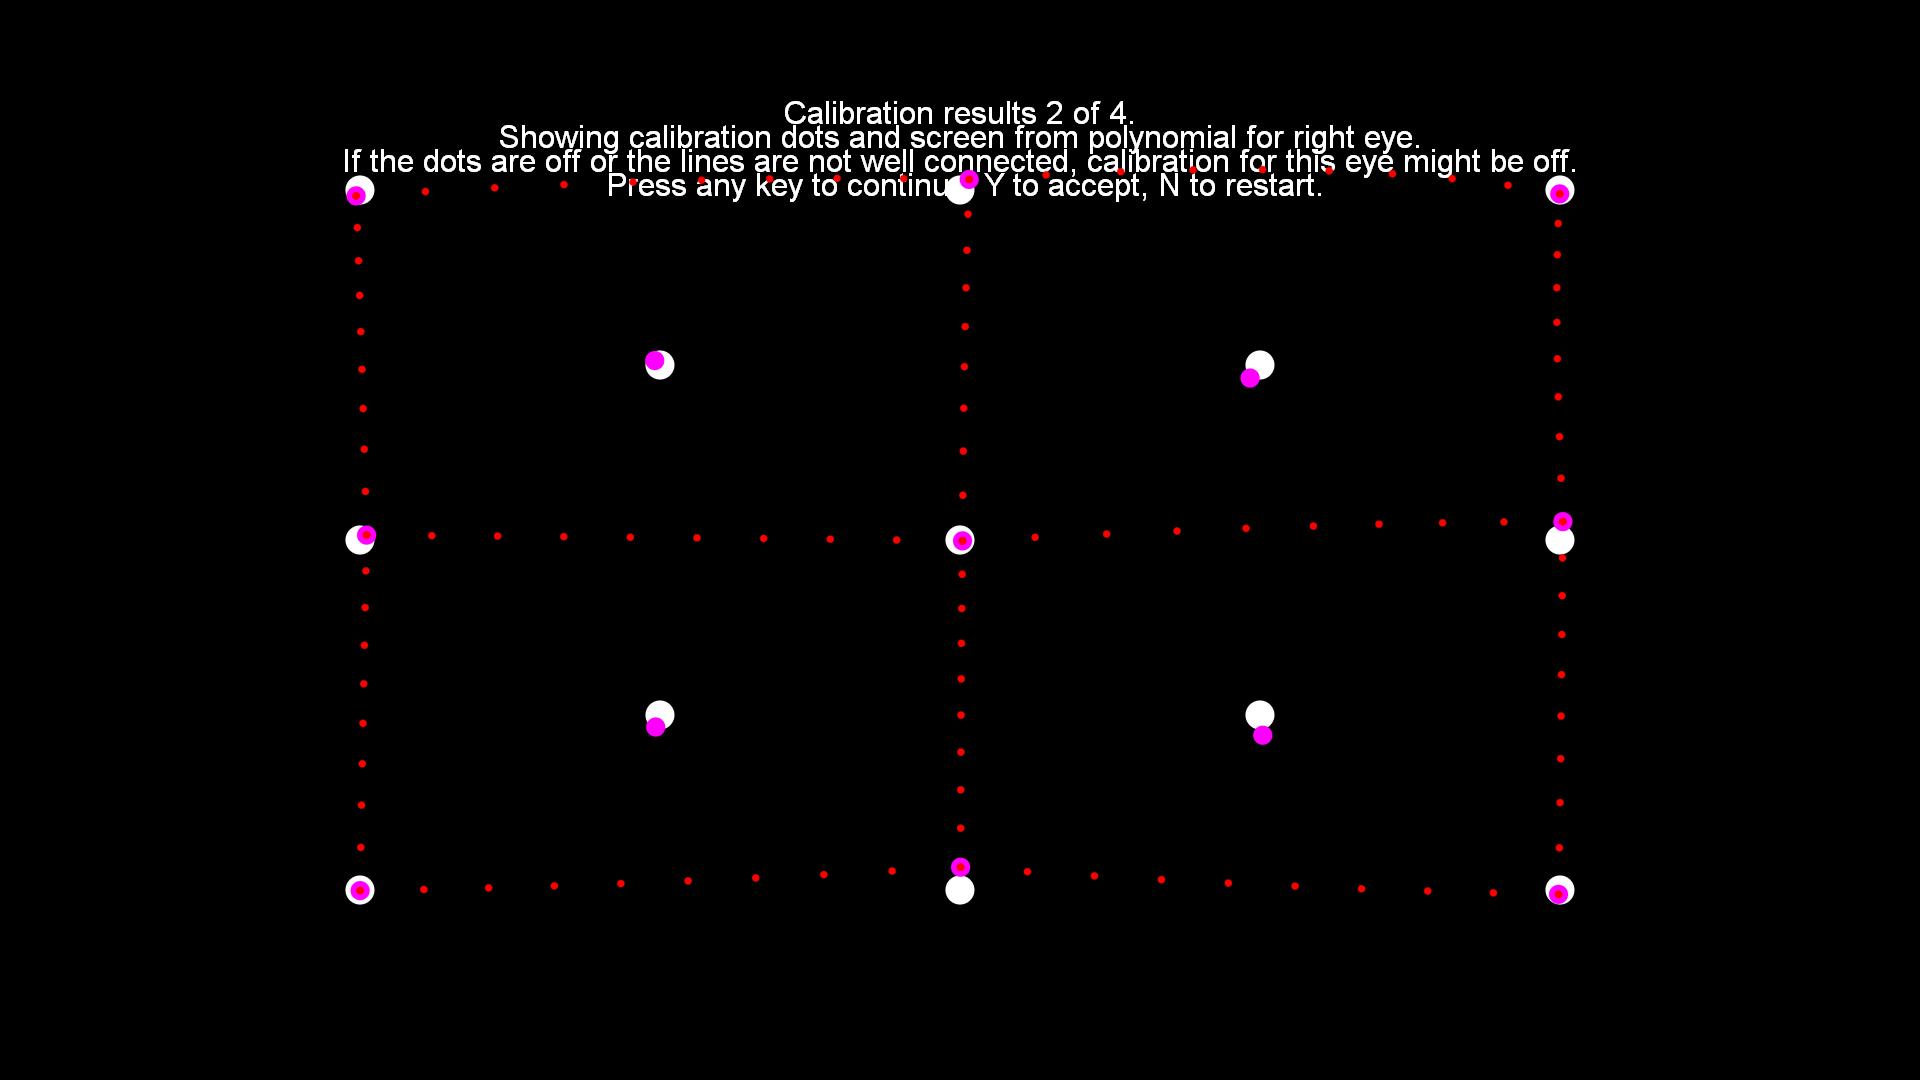 Calibration results 2 of 4.
Showing calibration dots and screen from polynomial for right eye.
If the dots are off or the lines are not well connected, calibration for this eye might be off.
Press any key to continue, Y to accept, N to restart.